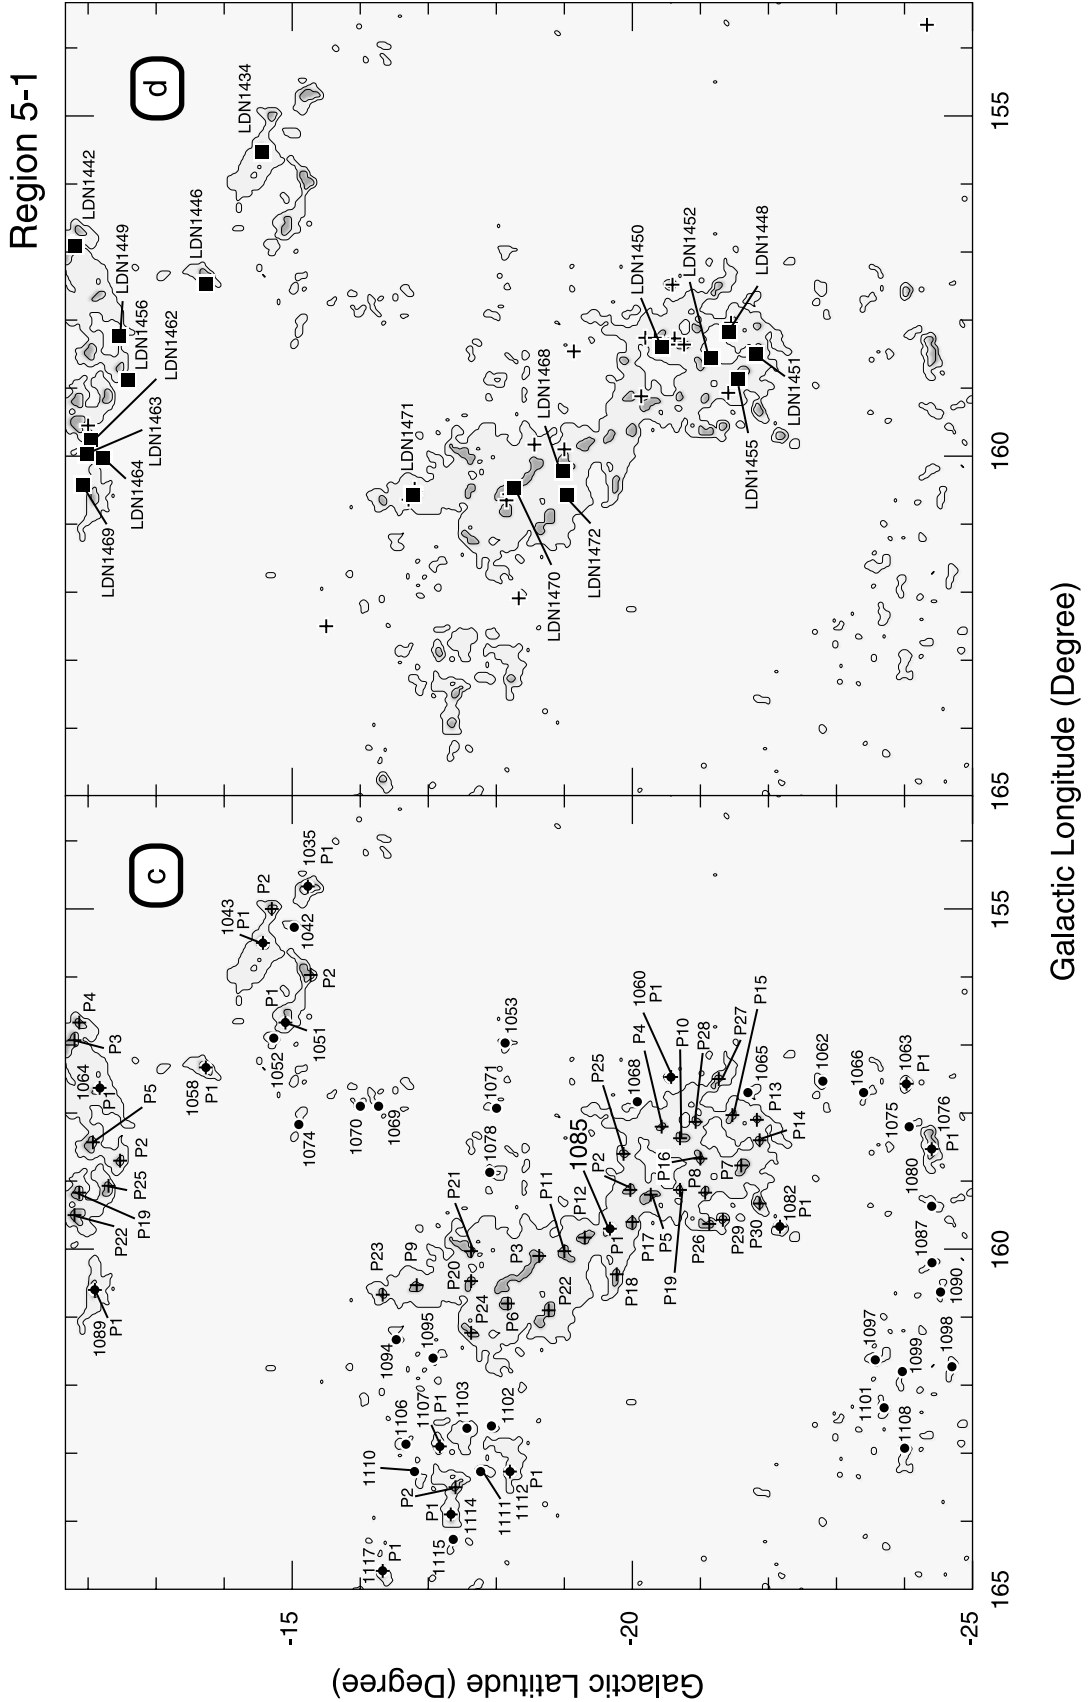 Region 5-1
c
d
1117
P1
1115
1114
P1
P2
1110
1111
1112
P1
1106
1107
P1
1103
1102
1094
1095
P23
P9
P21
P20
P24
P6
P3
P22
P11
P12
1085
P1
P2
P25
P18
P17
P5
P19
P8
P16
P26
P29
P30
P7
1082
P1
P14
P13
P15
P27
P28
P10
P4
1060
P1
1068
1065
1062
1066
1063
P1
1075
1076
P1
1080
1087
1090
1097
1098
1099
1101
1108
1078
1071
1053
1070
1069
1074
1052
1051
P1
P2
1043
P1
P2
1042
1035
P1
1058
P1
1064
P1
P4
P3
P5
P2
P25
P19
P22
1089
P1
LDN1469
LDN1464
LDN1463
LDN1462
LDN1456
LDN1449
LDN1442
LDN1446
LDN1434
LDN1471
LDN1468
LDN1470
LDN1472
LDN1450
LDN1452
LDN1448
LDN1451
LDN1455
-15
-20
-25
165
160
155
165
160
155
Galactic Latitude (Degree)
Galactic Longitude (Degree)